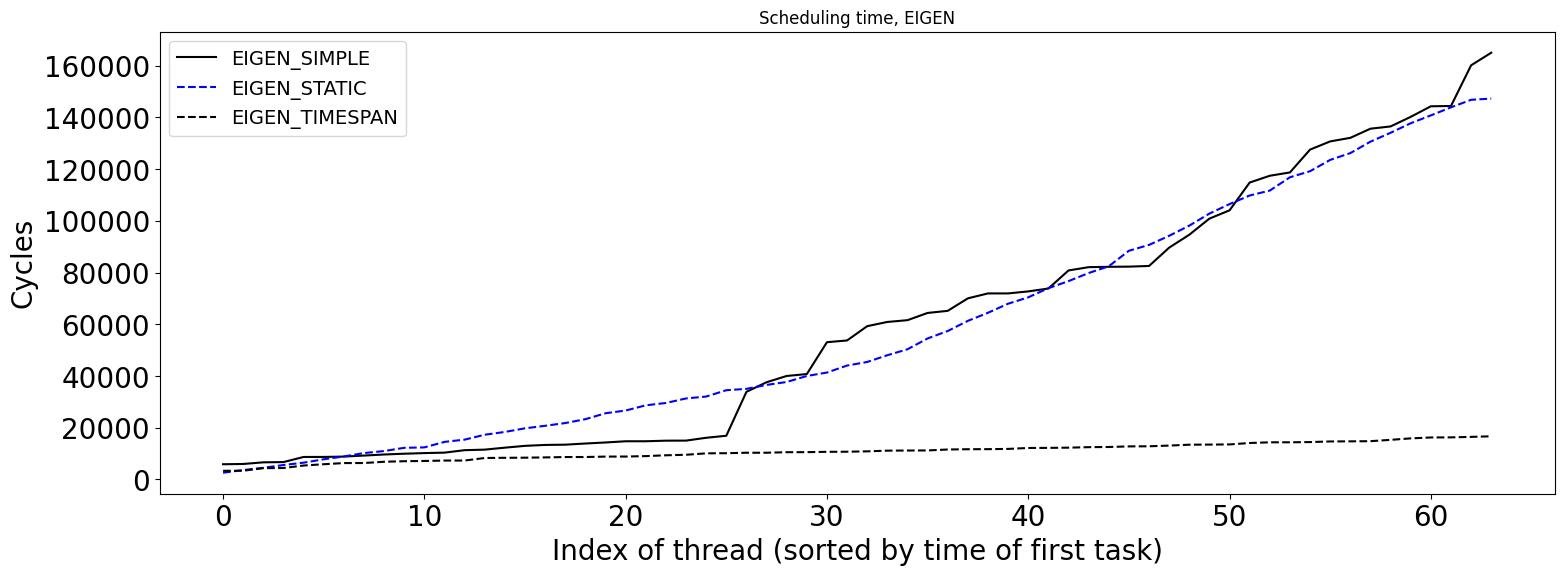 Scheduling time, EIGEN
EIGEN_SIMPLE
EIGEN_STATIC
EIGEN_TIMESPAN
Cycles
160000
140000
120000
100000
80000
60000
40000
20000
0
0 10 20 30 40 50 60
Index of thread (sorted by time of first task)